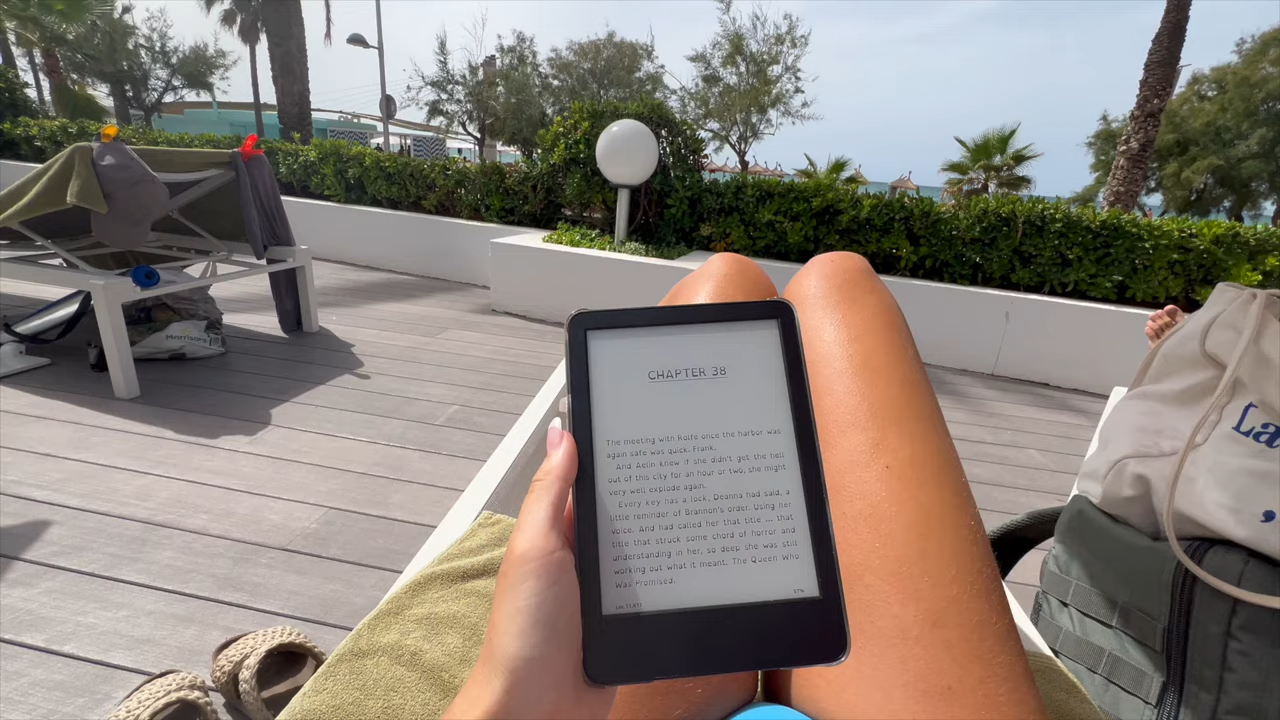 CHAPTER 38
The meeting with Rolfe once the harbor was
again safe was quick. Frank.
And Aelin knew if she didn't get the hell
out of this city for an hour or two, she might
very well explode again.
Every key has a lock, Deanna had said, a
little reminder of Brannon's order. Using her
voice. And had called her that title ... that
title that struck some chord of horror and
understanding in her, so deep she was still
working out what it meant. The Queen Who
Was Promised.
57%
Morrisons
La
,